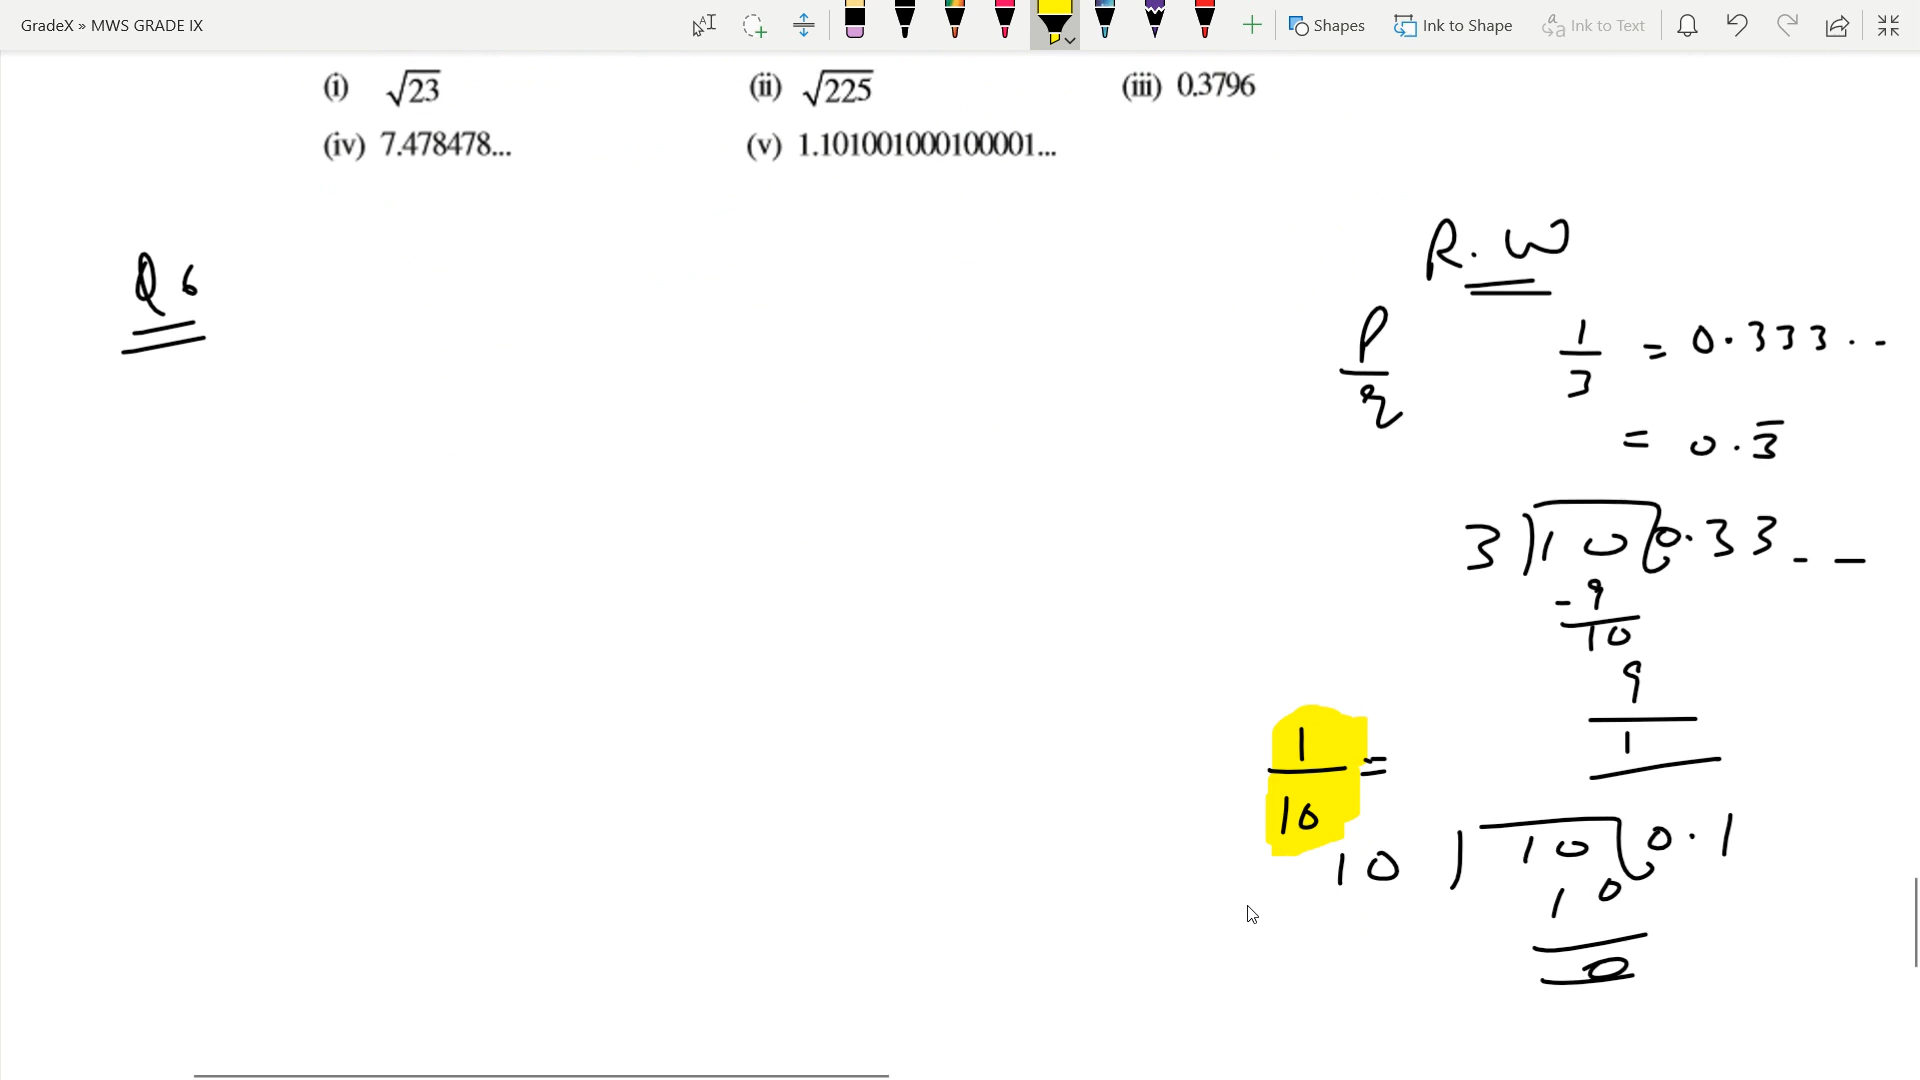 GradeX » MWS GRADE IX
Shapes Ink to Shape Ink to Text
(i) √23 (ii) √225 (iii) 0.3796
(iv) 7.478478... (v) 1.101001000100001...
Q 6
R. W
p/q 1/3 = 0.333...
= 0.3̅
3 ) 10 ( 0.33 - -
- 9
10
9
1
1/10 =
10 ) 10 ( 0.1
10
0